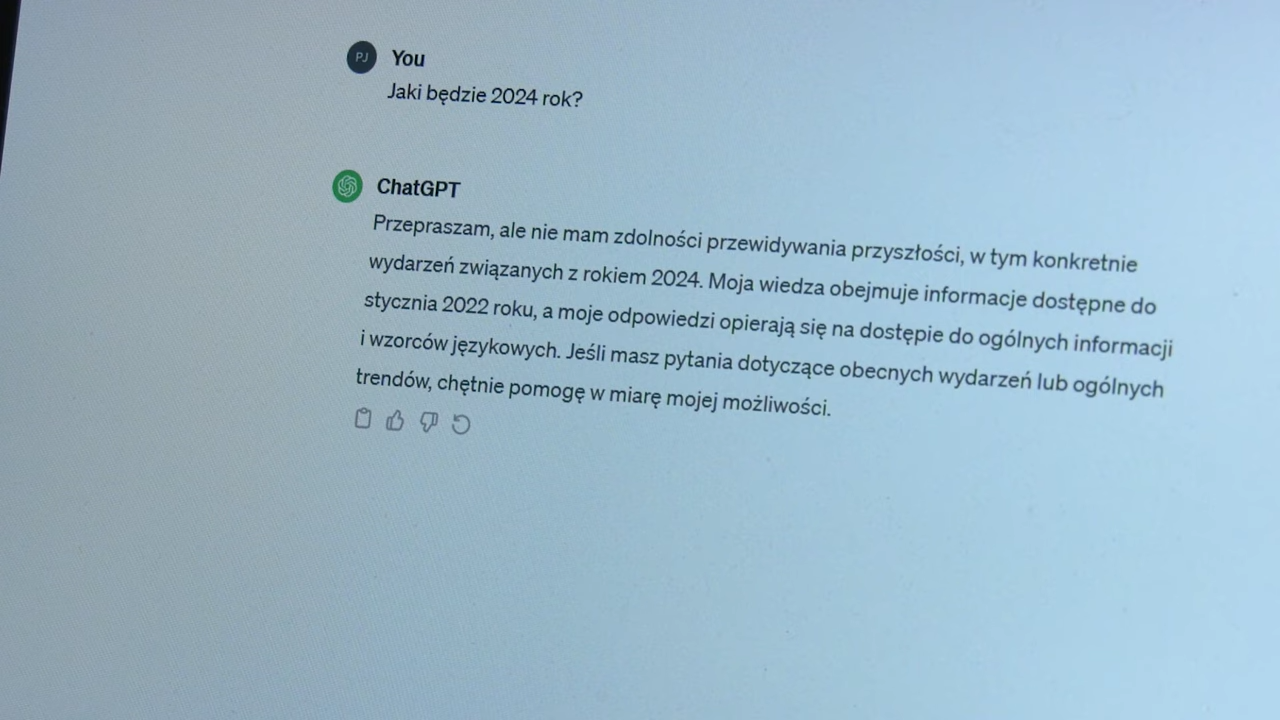 PJ
You
Jaki będzie 2024 rok?
ChatGPT
Przepraszam, ale nie mam zdolności przewidywania przyszłości, w tym konkretnie
wydarzeń związanych z rokiem 2024. Moja wiedza obejmuje informacje dostępne do
stycznia 2022 roku, a moje odpowiedzi opierają się na dostępie do ogólnych informacji
i wzorców językowych. Jeśli masz pytania dotyczące obecnych wydarzeń lub ogólnych
trendów, chętnie pomogę w miarę mojej możliwości.